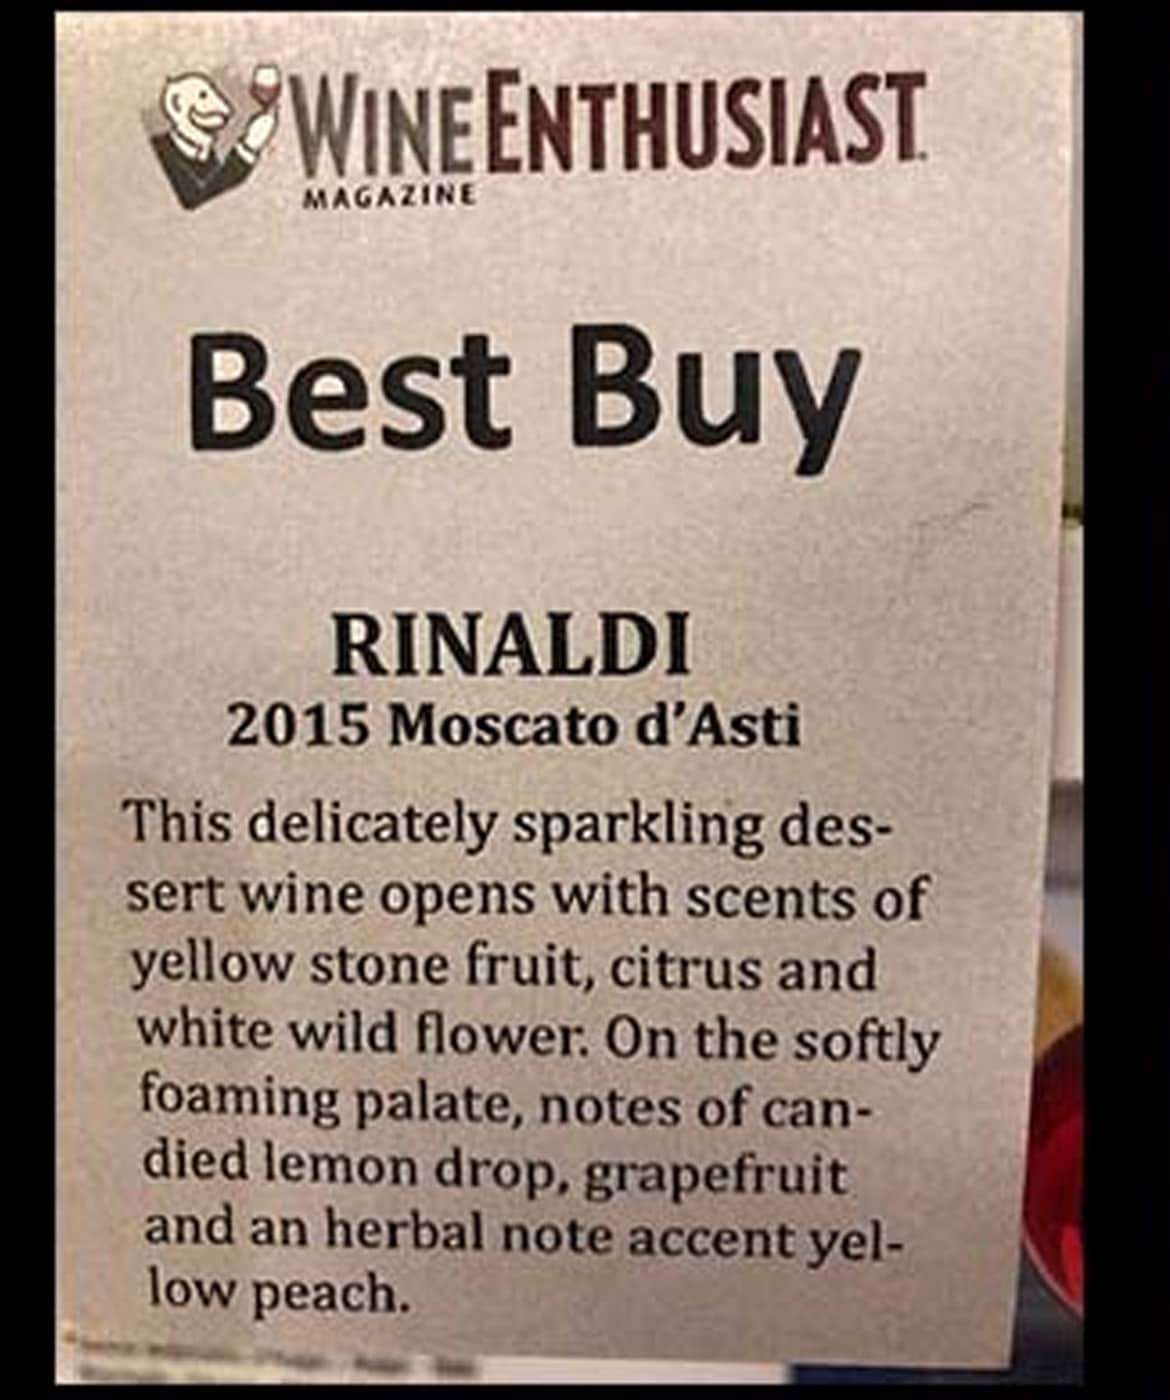 WINE ENTHUSIAST
MAGAZINE
Best Buy
RINALDI
2015 Moscato d'Asti
This delicately sparkling des-
sert wine opens with scents of
yellow stone fruit, citrus and
white wild flower. On the softly
foaming palate, notes of can-
died lemon drop, grapefruit
and an herbal note accent yel-
low peach.